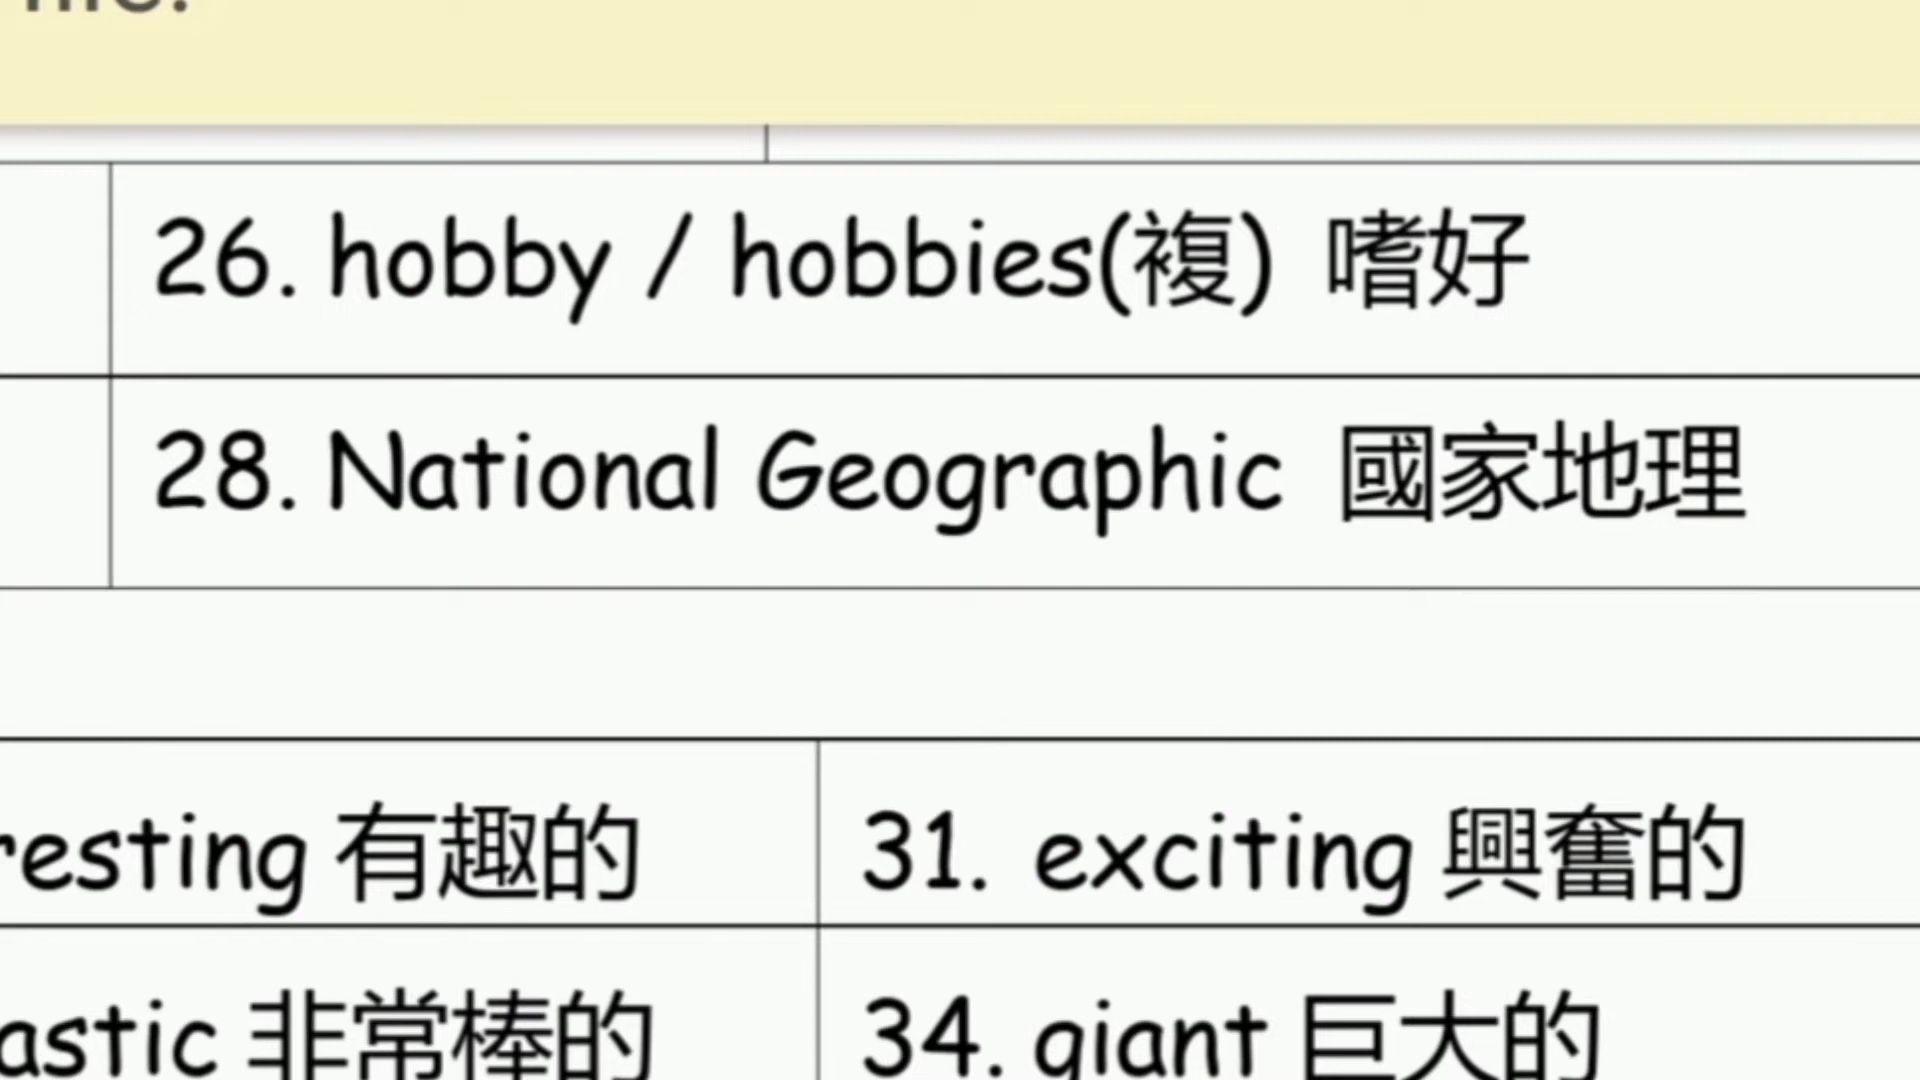 26. hobby / hobbies(複) 嗜好
28. National Geographic 國家地理
resting 有趣的
31. exciting 興奮的
astic 非常棒的
34. giant 巨大的